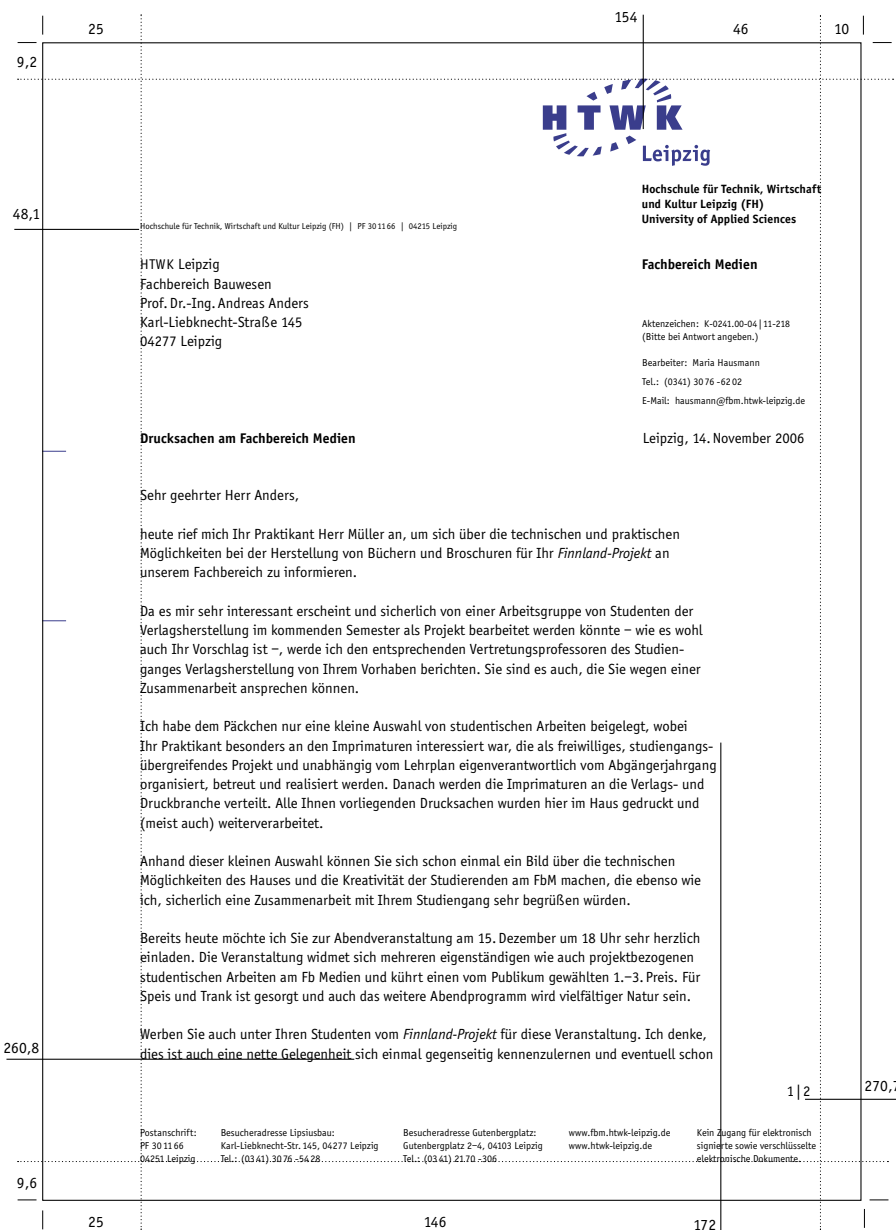 25
154
46
10
9,2
HTWK
Leipzig
Hochschule für Technik, Wirtschaft
und Kultur Leipzig (FH)
University of Applied Sciences
48,1
Hochschule für Technik, Wirtschaft und Kultur Leipzig (FH) | PF 30 11 66 | 04215 Leipzig
HTWK Leipzig
Fachbereich Bauwesen
Prof. Dr.-Ing. Andreas Anders
Karl-Liebknecht-Straße 145
04277 Leipzig
Fachbereich Medien
Aktenzeichen: K-0241.00-04 | 11-218
(Bitte bei Antwort angeben.)
Bearbeiter: Maria Hausmann
Tel.: (0341) 30 76 -62 02
E-Mail: hausmann@fbm.htwk-leipzig.de
Drucksachen am Fachbereich Medien
Leipzig, 14. November 2006
Sehr geehrter Herr Anders,
heute rief mich Ihr Praktikant Herr Müller an, um sich über die technischen und praktischen
Möglichkeiten bei der Herstellung von Büchern und Broschuren für Ihr Finnland-Projekt an
unserem Fachbereich zu informieren.
Da es mir sehr interessant erscheint und sicherlich von einer Arbeitsgruppe von Studenten der
Verlagsherstellung im kommenden Semester als Projekt bearbeitet werden könnte – wie es wohl
auch Ihr Vorschlag ist –, werde ich den entsprechenden Vertretungsprofessoren des Studien-
ganges Verlagsherstellung von Ihrem Vorhaben berichten. Sie sind es auch, die Sie wegen einer
Zusammenarbeit ansprechen können.
Ich habe dem Päckchen nur eine kleine Auswahl von studentischen Arbeiten beigelegt, wobei
Ihr Praktikant besonders an den Imprimaturen interessiert war, die als freiwilliges, studiengangs-
übergreifendes Projekt und unabhängig vom Lehrplan eigenverantwortlich vom Abgängerjahrgang
organisiert, betreut und realisiert werden. Danach werden die Imprimaturen an die Verlags- und
Druckbranche verteilt. Alle Ihnen vorliegenden Drucksachen wurden hier im Haus gedruckt und
(meist auch) weiterverarbeitet.
Anhand dieser kleinen Auswahl können Sie sich schon einmal ein Bild über die technischen
Möglichkeiten des Hauses und die Kreativität der Studierenden am FbM machen, die ebenso wie
ich, sicherlich eine Zusammenarbeit mit Ihrem Studiengang sehr begrüßen würden.
Bereits heute möchte ich Sie zur Abendveranstaltung am 15. Dezember um 18 Uhr sehr herzlich
einladen. Die Veranstaltung widmet sich mehreren eigenständigen wie auch projektbezogenen
studentischen Arbeiten am Fb Medien und kührt einen vom Publikum gewählten 1.–3. Preis. Für
Speis und Trank ist gesorgt und auch das weitere Abendprogramm wird vielfältiger Natur sein.
Werben Sie auch unter Ihren Studenten vom Finnland-Projekt für diese Veranstaltung. Ich denke,
260,8
dies ist auch eine nette Gelegenheit sich einmal gegenseitig kennenzulernen und eventuell schon
1 | 2
270,7
Postanschrift:
PF 30 11 66
04251 Leipzig
Besucheradresse Lipsiusbau:
Karl-Liebknecht-Str. 145, 04277 Leipzig
Tel.: (03 41) 30 76 -54 28
Besucheradresse Gutenbergplatz:
Gutenbergplatz 2–4, 04103 Leipzig
Tel.: (03 41) 21 70 -306
www.fbm.htwk-leipzig.de
www.htwk-leipzig.de
Kein Zugang für elektronisch
signierte sowie verschlüsselte
elektronische Dokumente.
9,6
25
146
172